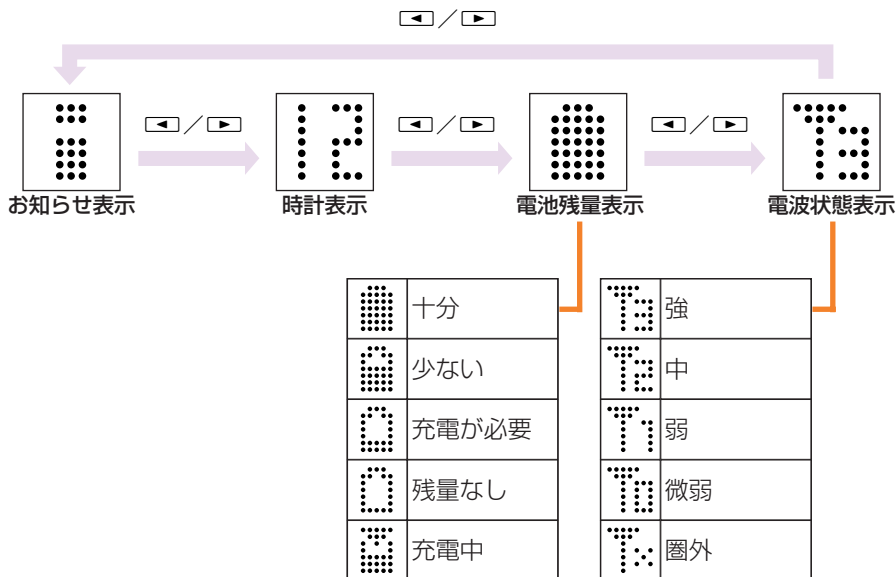 ◀／▶
◀／▶
◀／▶
◀／▶
12
お知らせ表示
時計表示
電池残量表示
電波状態表示
十分
少ない
充電が必要
残量なし
充電中
強
中
弱
微弱
圏外